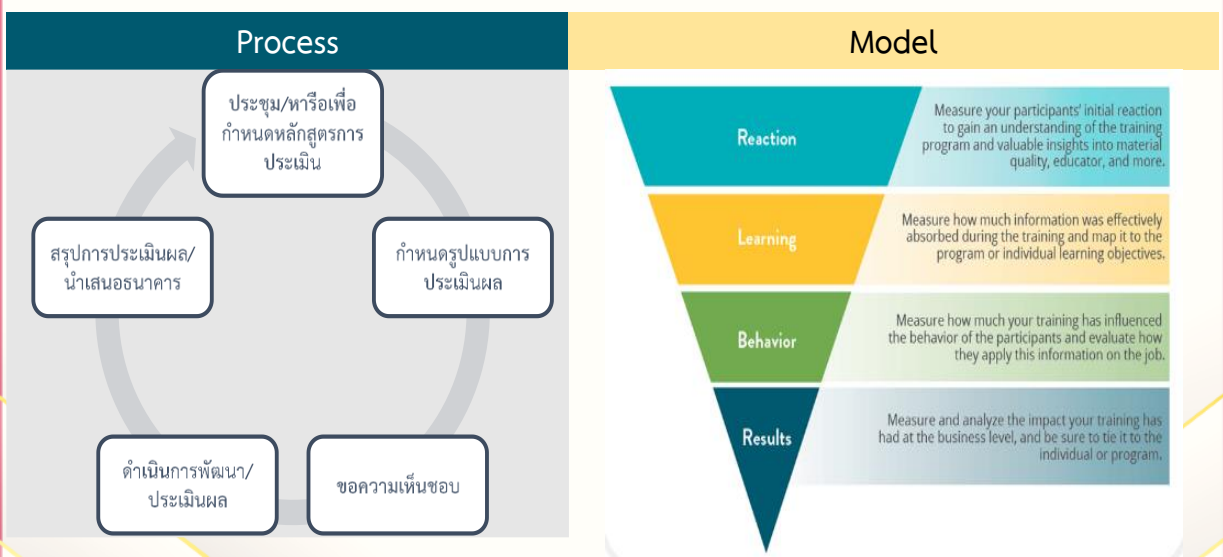 Process
ประชุม/หารือเพื่อ
กำหนดหลักสูตรการ
ประเมิน
กำหนดรูปแบบการ
ประเมินผล
ขอความเห็นชอบ
ดำเนินการพัฒนา/
ประเมินผล
สรุปการประเมินผล/
นำเสนอธนาคาร
Model
Reaction
Measure your participants' initial reaction
to gain an understanding of the training
program and valuable insights into material
quality, educator, and more.
Learning
Measure how much information was effectively
absorbed during the training and map it to the
program or individual learning objectives.
Behavior
Measure how much your training has influenced
the behavior of the participants and evaluate how
they apply this information on the job.
Results
Measure and analyze the impact your training has
had at the business level, and be sure to tie it to the
individual or program.